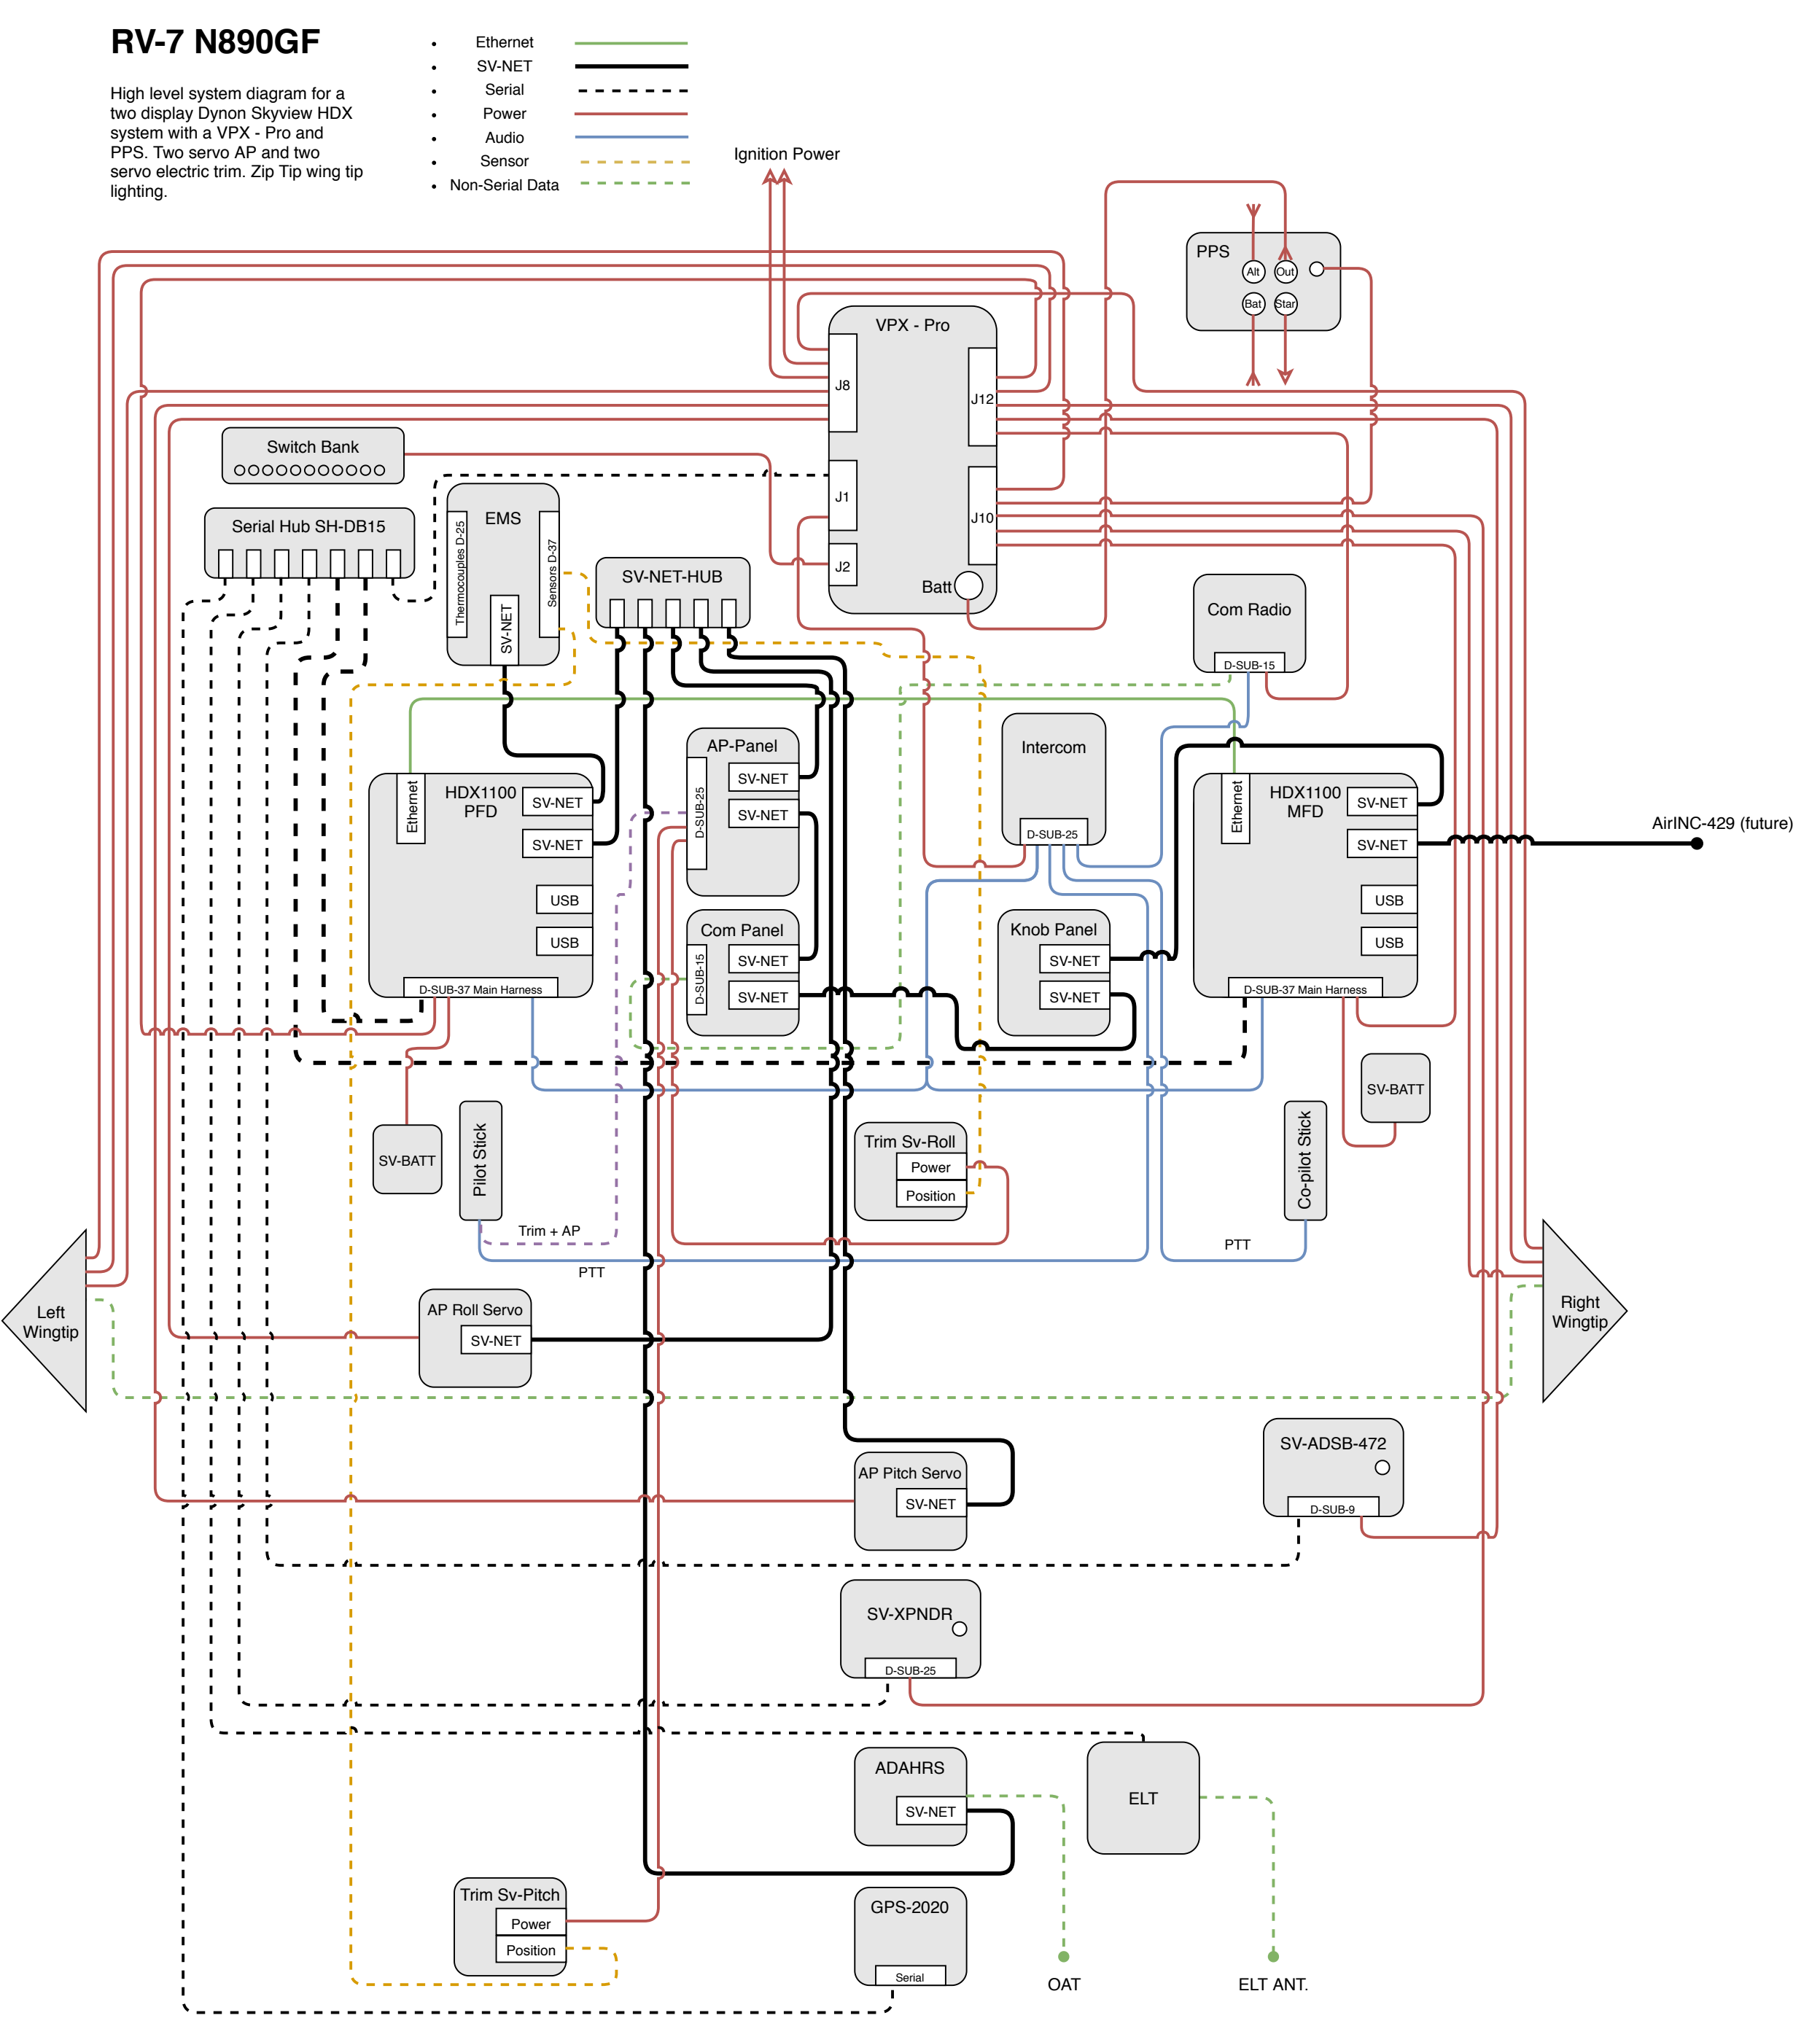 RV-7 N890GF
High level system diagram for a
two display Dynon Skyview HDX
system with a VPX - Pro and
PPS. Two servo AP and two
servo electric trim. Zip Tip wing tip
lighting.
• Ethernet
• SV-NET
• Serial
• Power
• Audio
• Sensor
• Non-Serial Data
Ignition Power
PPS
Alt
Out
Bat
Star
VPX - Pro
J8
J12
J1
J10
J2
Batt
Switch Bank
Serial Hub SH-DB15
EMS
Thermocouples D-25
Sensors D-37
SV-NET
SV-NET-HUB
Com Radio
D-SUB-15
AP-Panel
D-SUB-25
SV-NET
SV-NET
Intercom
D-SUB-25
HDX1100
PFD
Ethernet
SV-NET
SV-NET
USB
USB
D-SUB-37 Main Harness
HDX1100
MFD
Ethernet
SV-NET
SV-NET
USB
USB
D-SUB-37 Main Harness
AirINC-429 (future)
Com Panel
D-SUB-15
SV-NET
SV-NET
Knob Panel
SV-NET
SV-NET
SV-BATT
SV-BATT
Pilot Stick
Co-pilot Stick
Trim Sv-Roll
Power
Position
Trim + AP
PTT
PTT
Left
Wingtip
Right
Wingtip
AP Roll Servo
SV-NET
AP Pitch Servo
SV-NET
SV-ADSB-472
D-SUB-9
SV-XPNDR
D-SUB-25
ADAHRS
SV-NET
ELT
Trim Sv-Pitch
Power
Position
GPS-2020
Serial
OAT
ELT ANT.